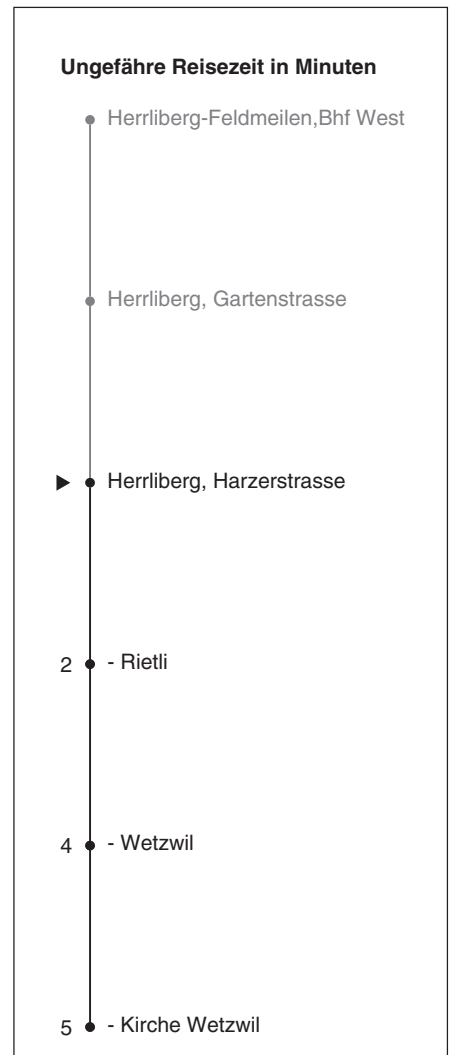 Ungefähre Reisezeit in Minuten
Herrliberg-Feldmeilen,Bhf West
Herrliberg, Gartenstrasse
Herrliberg, Harzerstrasse
2 - Rietli
4 - Wetzwil
5 - Kirche Wetzwil